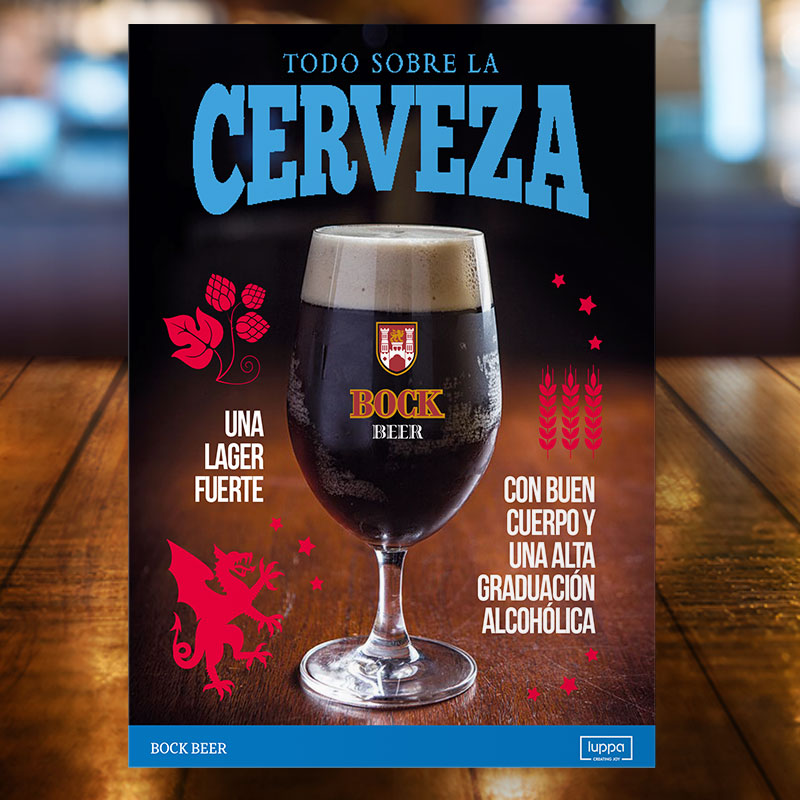 TODO SOBRE LA
CERVEZA
BOCK
BEER
UNA
LAGER
FUERTE
CON BUEN
CUERPO Y
UNA ALTA
GRADUACIÓN
ALCOHÓLICA
BOCK BEER
luppa
CREATING JOY